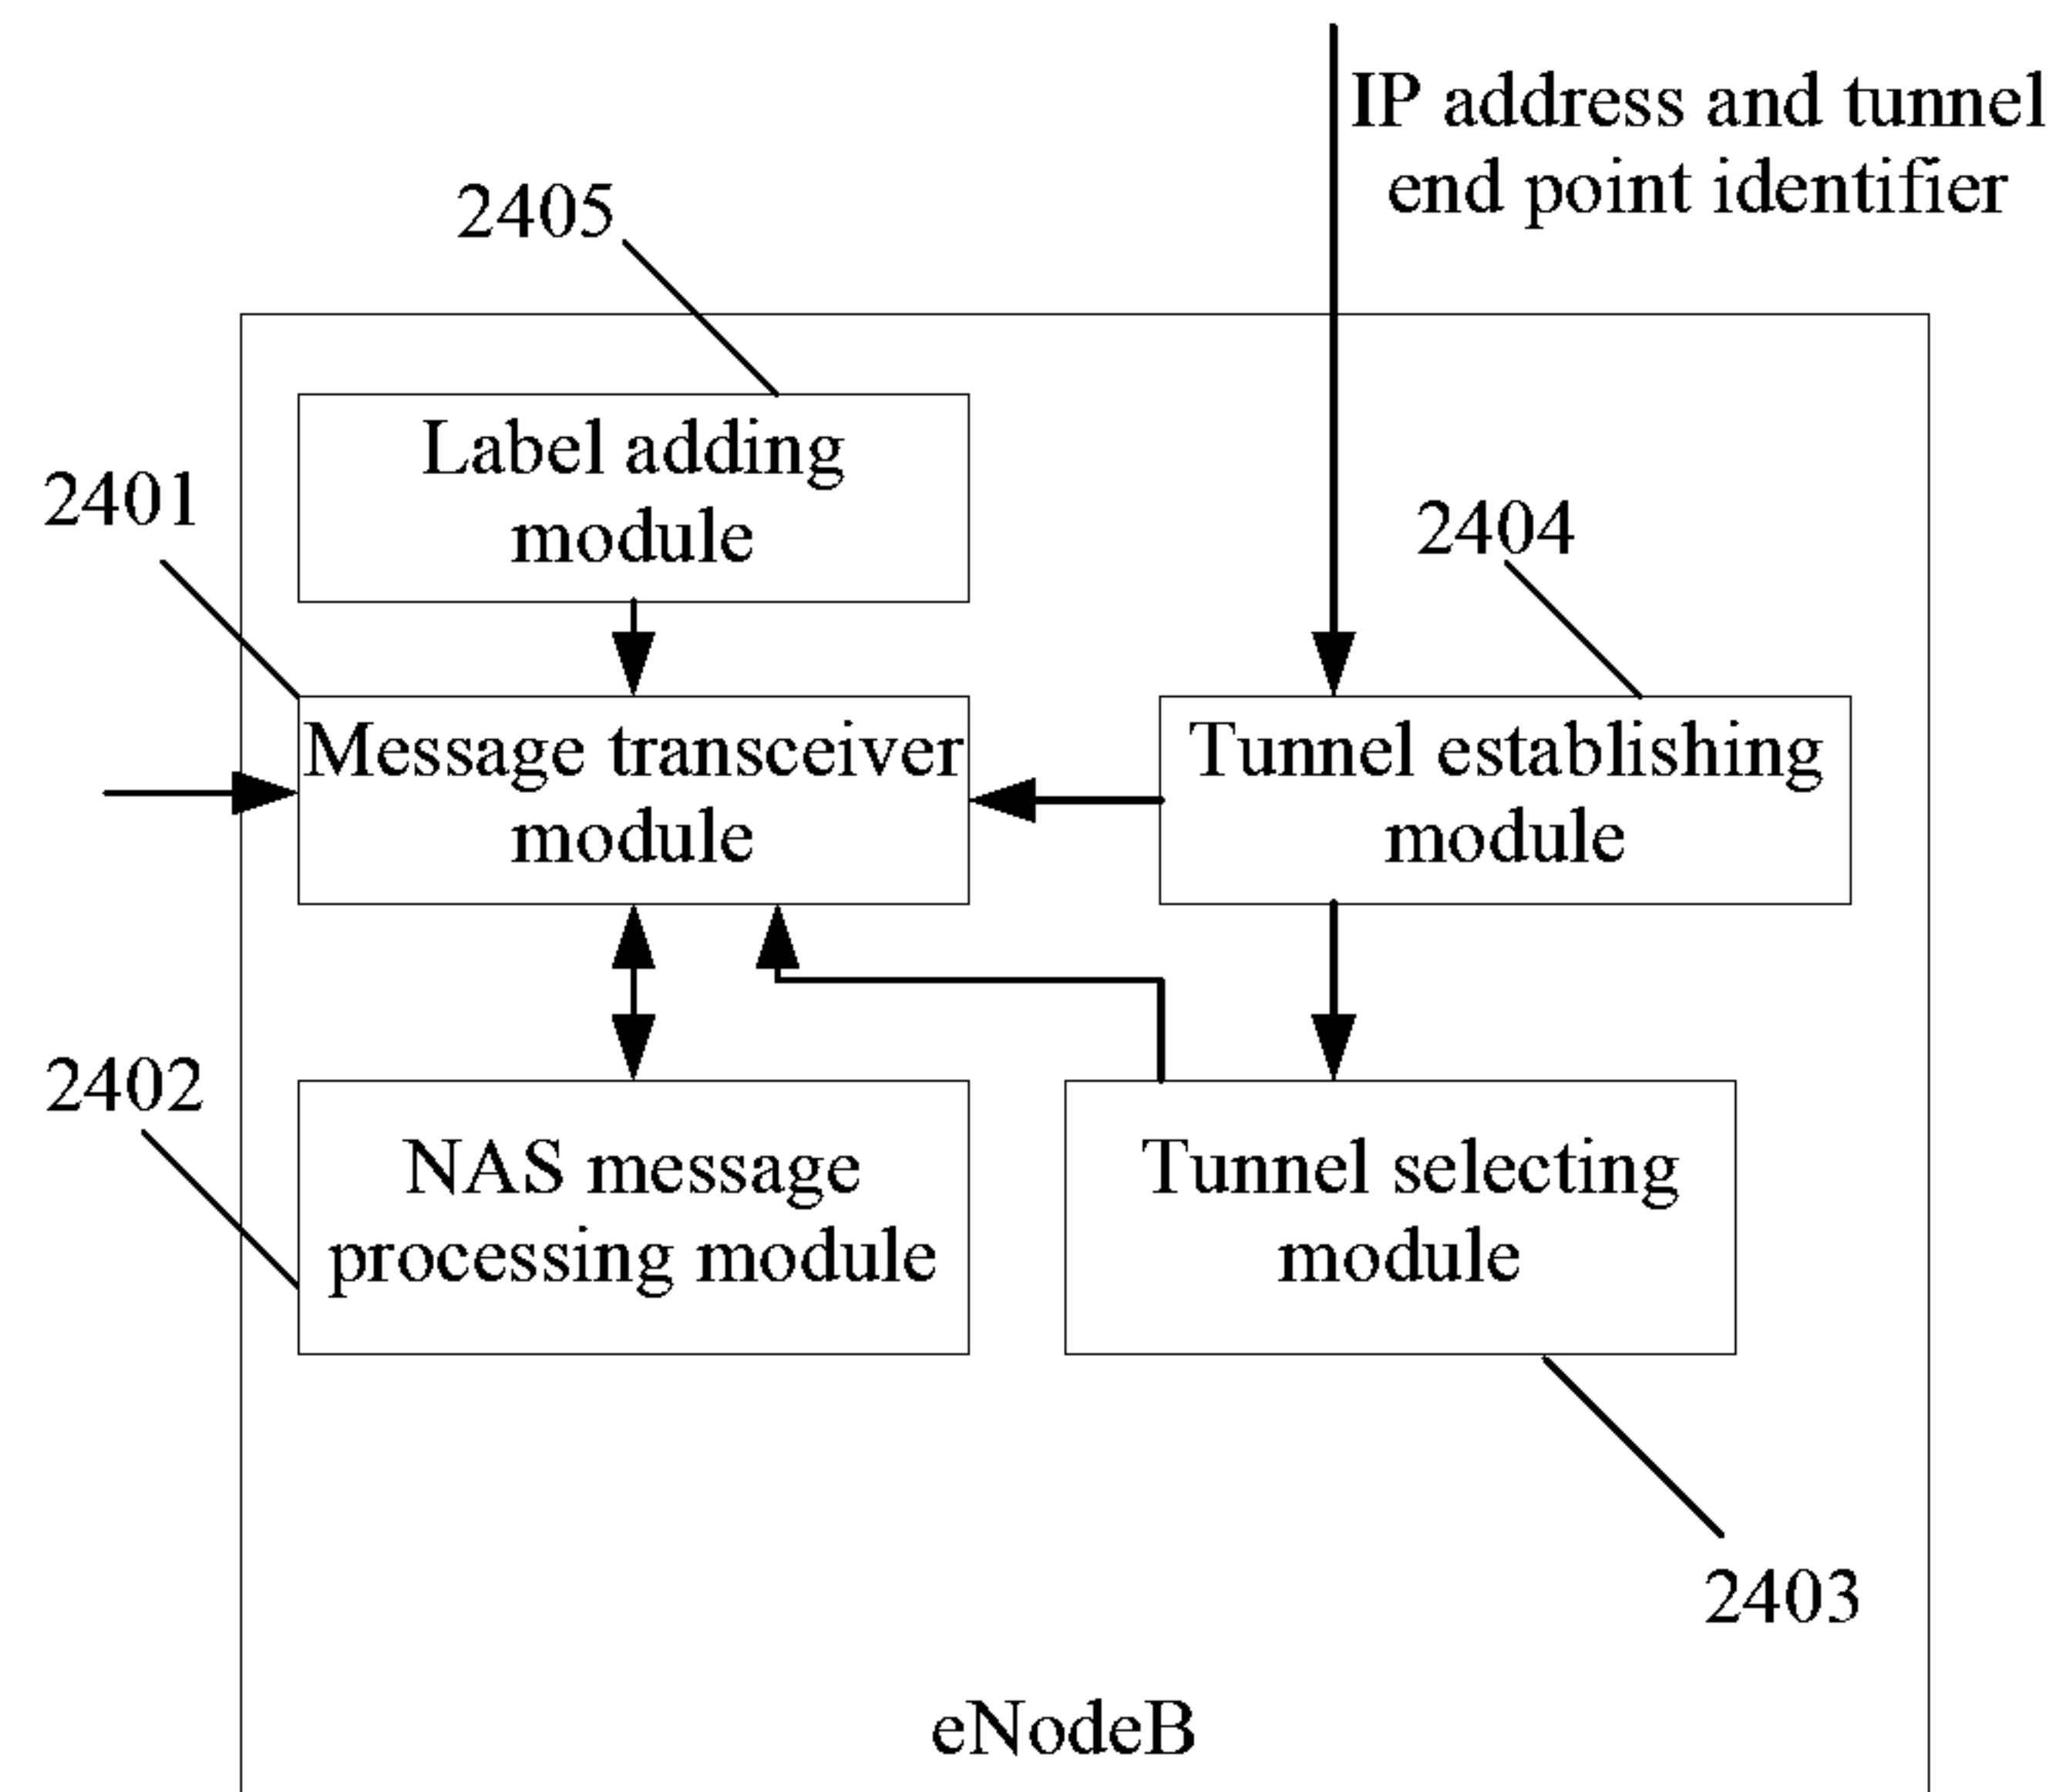 IP address and tunnel
end point identifier
2405
Label adding
module
2401
2404
Message transceiver
module
Tunnel establishing
module
2402
NAS message
processing module
Tunnel selecting
module
2403
eNodeB